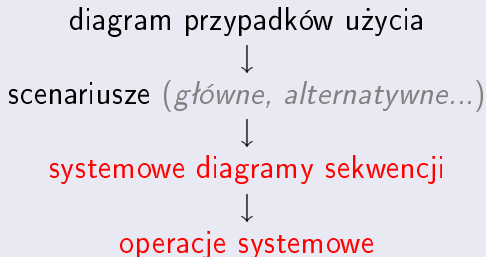 diagram przypadków użycia
↓
scenariusze (główne, alternatywne...)
↓
systemowe diagramy sekwencji
↓
operacje systemowe